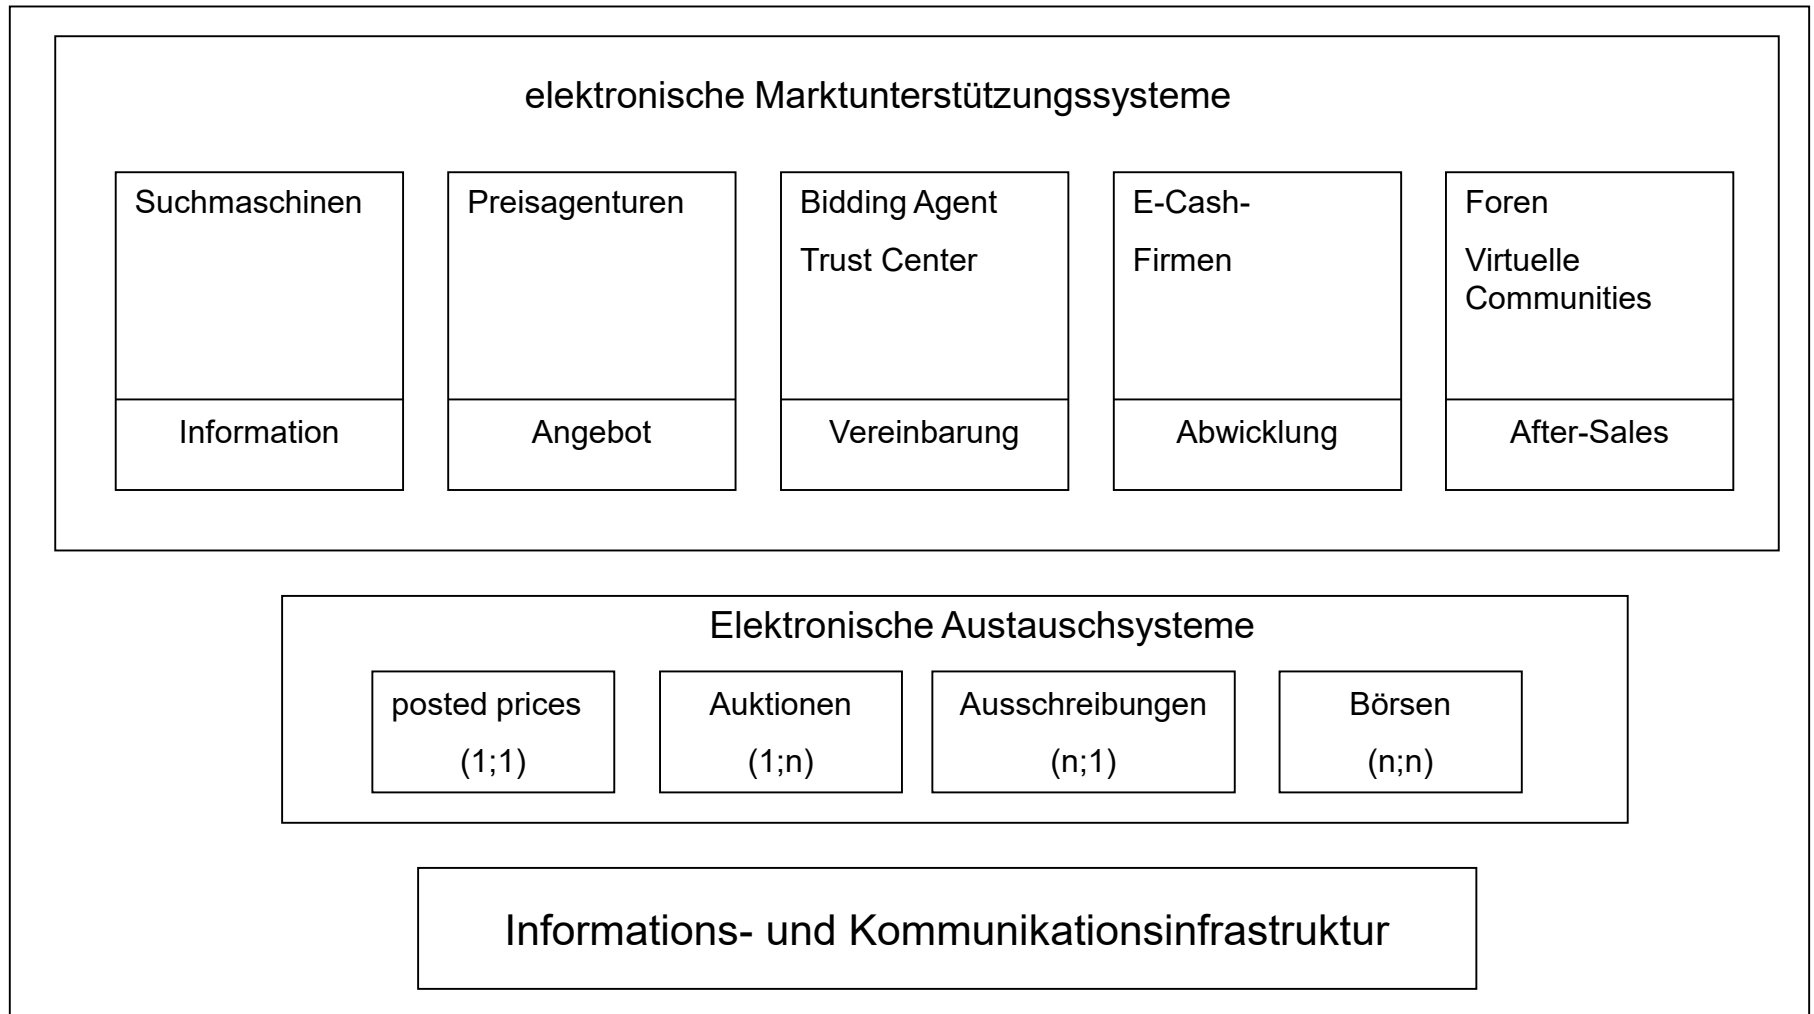 elektronische Marktunterstützungssysteme
Suchmaschinen
Information
Preisagenturen
Angebot
Bidding Agent
Trust Center
Vereinbarung
E-Cash-
Firmen
Abwicklung
Foren
Virtuelle
Communities
After-Sales
Elektronische Austauschsysteme
posted prices
(1;1)
Auktionen
(1;n)
Ausschreibungen
(n;1)
Börsen
(n;n)
Informations- und Kommunikationsinfrastruktur